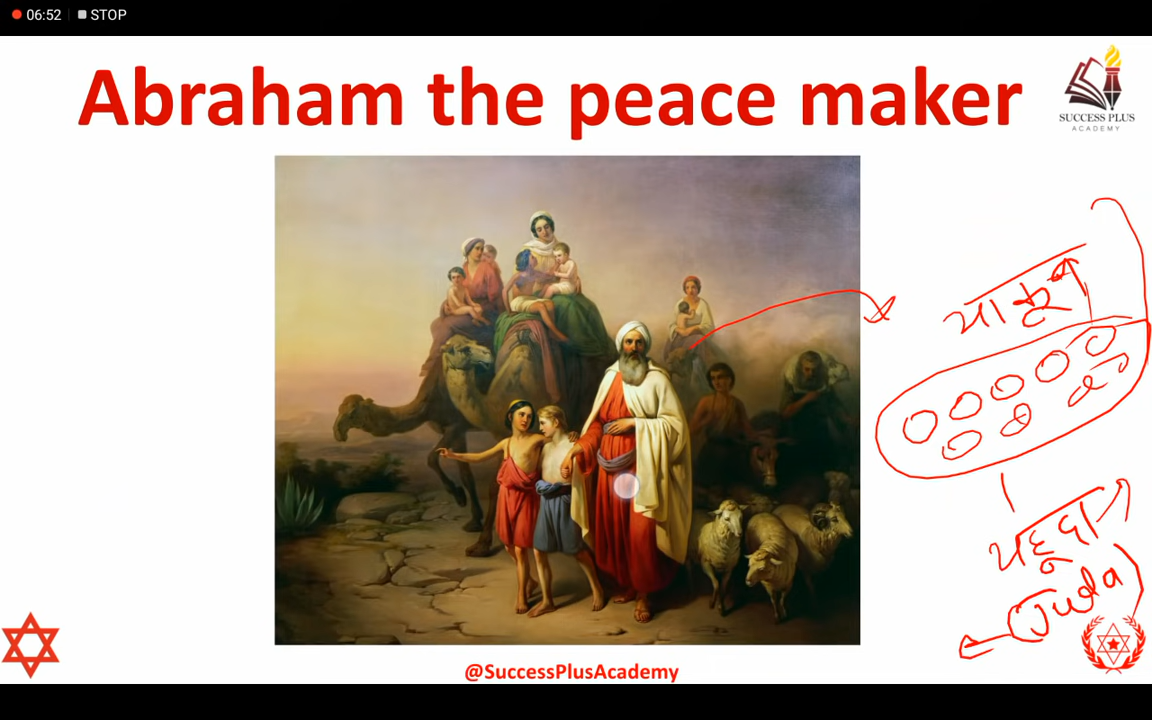 06:52 STOP
Abraham the peace maker
SUCCESS PLUS
ACADEMY
याकूब
यहूदा
Juda
@SuccessPlusAcademy